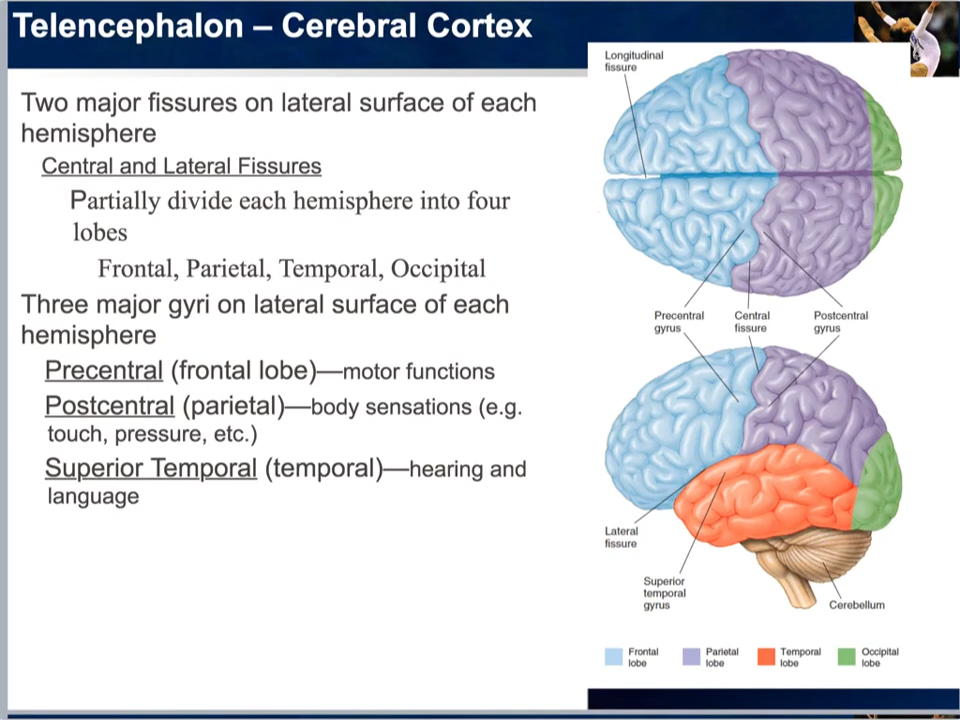 Telencephalon – Cerebral Cortex
Two major fissures on lateral surface of each
hemisphere
Central and Lateral Fissures
Partially divide each hemisphere into four
lobes
Frontal, Parietal, Temporal, Occipital
Three major gyri on lateral surface of each
hemisphere
Precentral (frontal lobe)—motor functions
Postcentral (parietal)—body sensations (e.g.
touch, pressure, etc.)
Superior Temporal (temporal)—hearing and
language
Longitudinal
fissure
Precentral
gyrus
Central
fissure
Postcentral
gyrus
Lateral
fissure
Superior
temporal
gyrus
Cerebellum
Frontal
lobe
Parietal
lobe
Temporal
lobe
Occipital
lobe